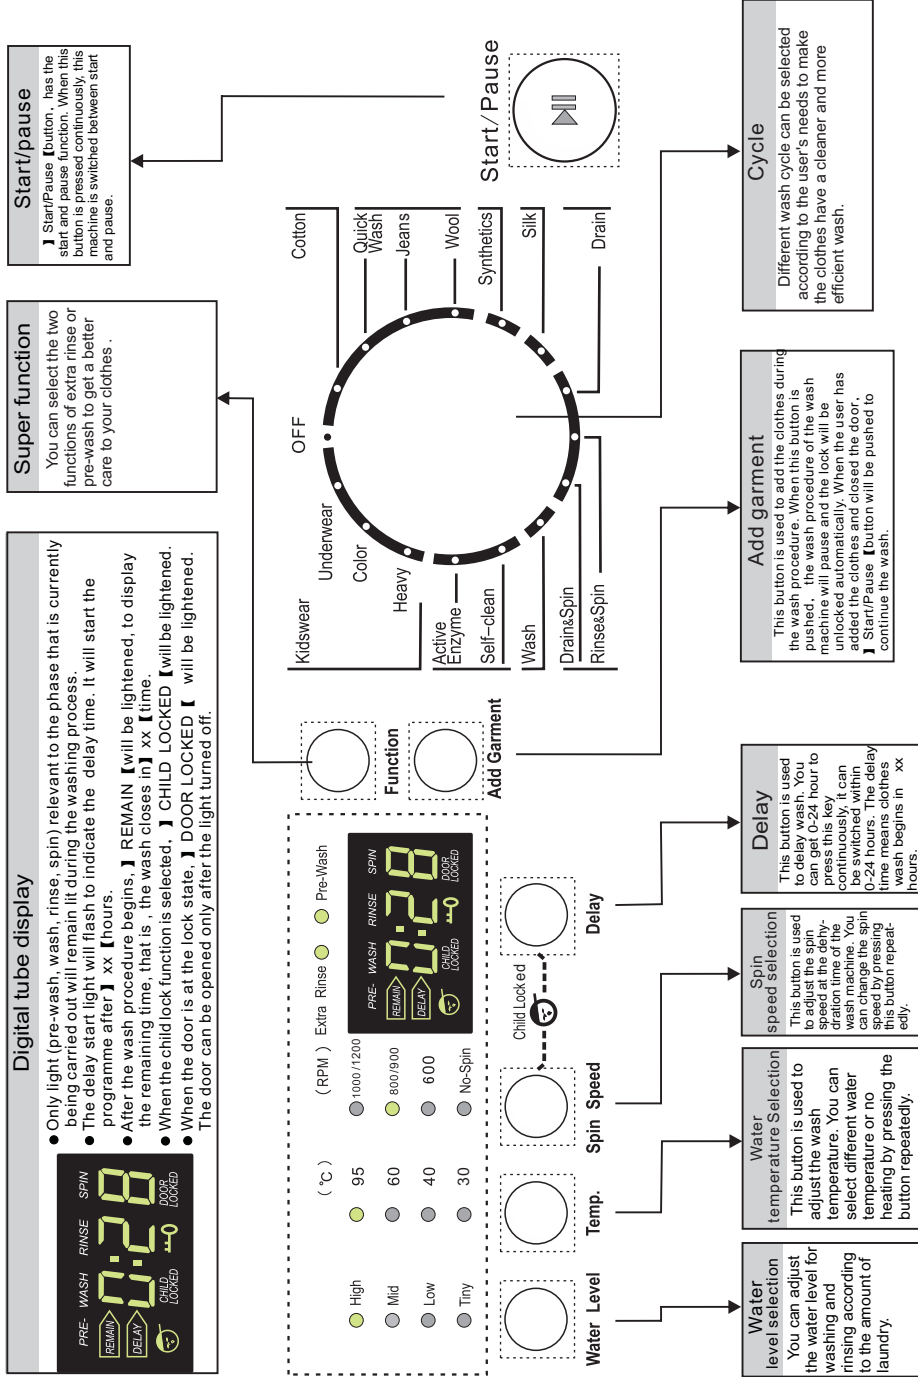 Digital tube display
PRE- WASH RINSE SPIN
REMAIN
DELAY
0:28
CHILD
LOCKED
DOOR
LOCKED
● Only light (pre-wash, wash, rinse, spin) relevant to the phase that is currently
being carried out will remain lit during the washing process.
● The delay start light will flash to indicate the delay time. It will start the
programme after】 xx【hours.
● After the wash procedure begins, 】REMAIN【will be lightened, to display
the remaining time, that is , the wash closes in】 xx【time.
● When the child lock function is selected, 】CHILD LOCKED【will be lightened.
● When the door is at the lock state, 】DOOR LOCKED【 will be lightened.
The door can be opened only after the light turned off.
Super function
You can select the two
functions of extra rinse or
pre-wash to get a better
care to your clothes .
Start/pause
】Start/Pause【button, has the
start and pause function. When this
button is pressed continuously, this
machine is switched between start
and pause.
( °C )
( RPM )
Extra Rinse
Pre-Wash
High
95
1000/1200
Mid
60
800/900
Low
40
600
Tiny
30
No-Spin
PRE- WASH RINSE SPIN
REMAIN
DELAY
0:28
CHILD
LOCKED
DOOR
LOCKED
Water Level
Temp.
Spin Speed
Child Locked
Delay
Function
Add Garment
Kidswear
Underwear
Color
Heavy
Active
Enzyme
Self-clean
Wash
Drain&Spin
Rinse&Spin
OFF
Cotton
Quick
Wash
Jeans
Wool
Synthetics
Silk
Drain
Start/Pause
Water
level selection
You can adjust
the water level for
washing and
rinsing according
to the amount of
laundry.
Water
temperature Selection
This button is used to
adjust the wash
temperature. You can
select different water
temperature or no
heating by pressing the
button repeatedly.
Spin
speed selection
This button is used
to adjust the spin
speed at the dehy-
dration time of the
wash machine. You
can change the spin
speed by pressing
this button repeat-
edly.
Delay
This button is used
to delay wash. You
can get 0-24 hour to
press this key
continuously, it can
be switched within
0-24 hours. The delay
time means clothes
wash begins in xx
hours.
Add garment
This button is used to add the clothes during
the wash procedure. When this button is
pushed, the wash procedure of the wash
machine will pause and the lock will be
unlocked automatically. When the user has
added the clothes and closed the door,
】Start/Pause【button will be pushed to
continue the wash.
Cycle
Different wash cycle can be selected
according to the user's needs to make
the clothes have a cleaner and more
efficient wash.